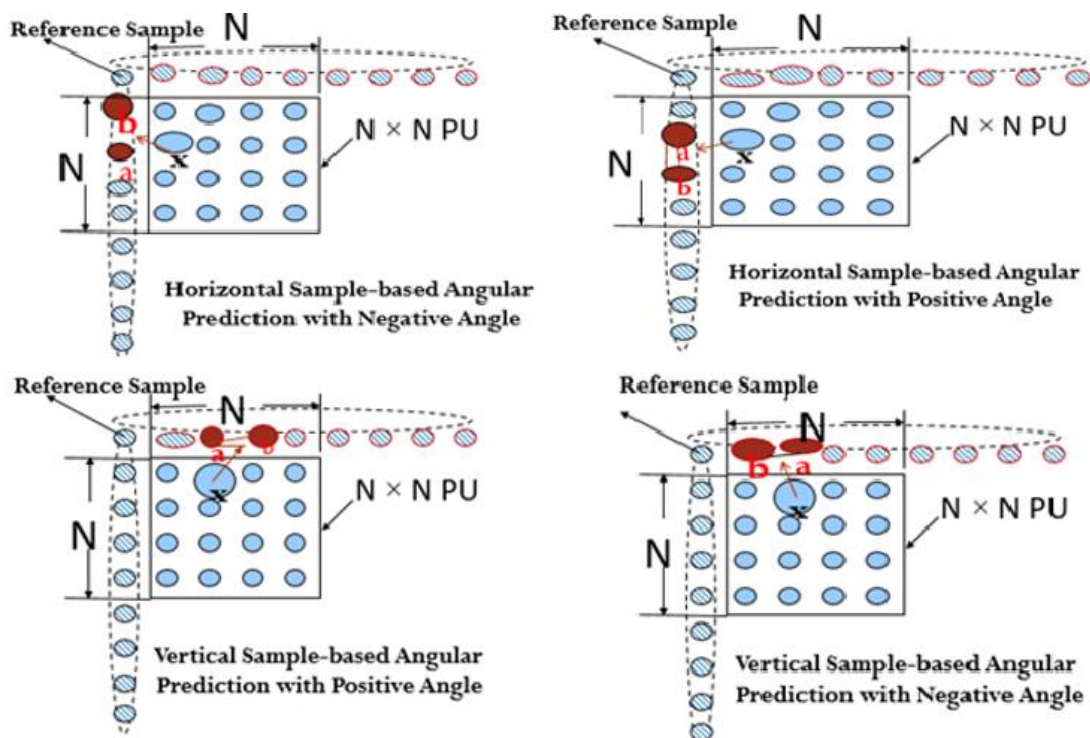 Reference Sample
N
b
x
a
N
N × N PU
Horizontal Sample-based Angular
Prediction with Negative Angle
Reference Sample
N
a
x
b
N
N × N PU
Horizontal Sample-based Angular
Prediction with Positive Angle
Reference Sample
N
a
x
N
N × N PU
Vertical Sample-based Angular
Prediction with Positive Angle
Reference Sample
N
b a
x
N
N × N PU
Vertical Sample-based Angular
Prediction with Negative Angle